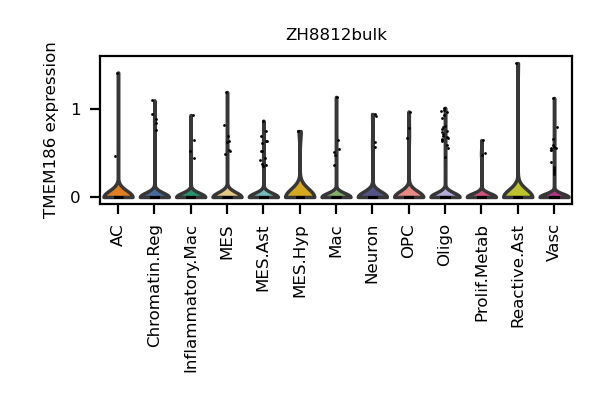 ZH8812bulk
TMEM186 expression
1
0
AC
Chromatin.Reg
Inflammatory.Mac
MES
MES.Ast
MES.Hyp
Mac
Neuron
OPC
Oligo
Prolif.Metab
Reactive.Ast
Vasc